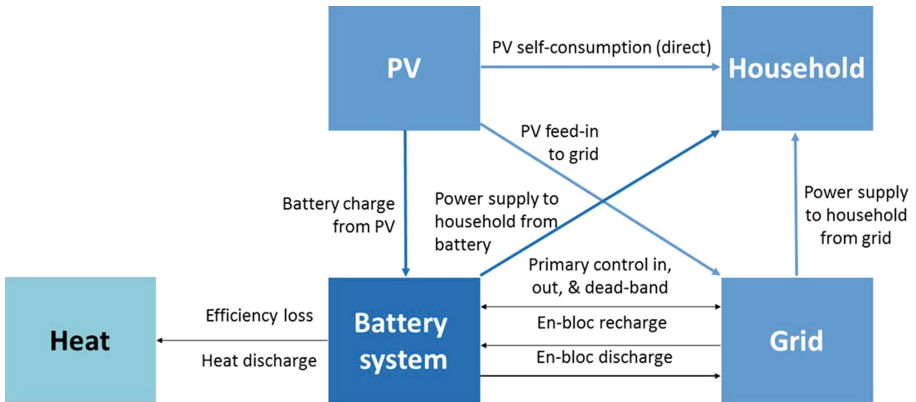 PV
PV self-consumption (direct)
Household
PV feed-in
to grid
Battery charge
from PV
Power supply to
household from
battery
Power supply
to household
from grid
Heat
Efficiency loss
Heat discharge
Battery
system
Primary control in,
out, & dead-band
En-bloc recharge
En-bloc discharge
Grid